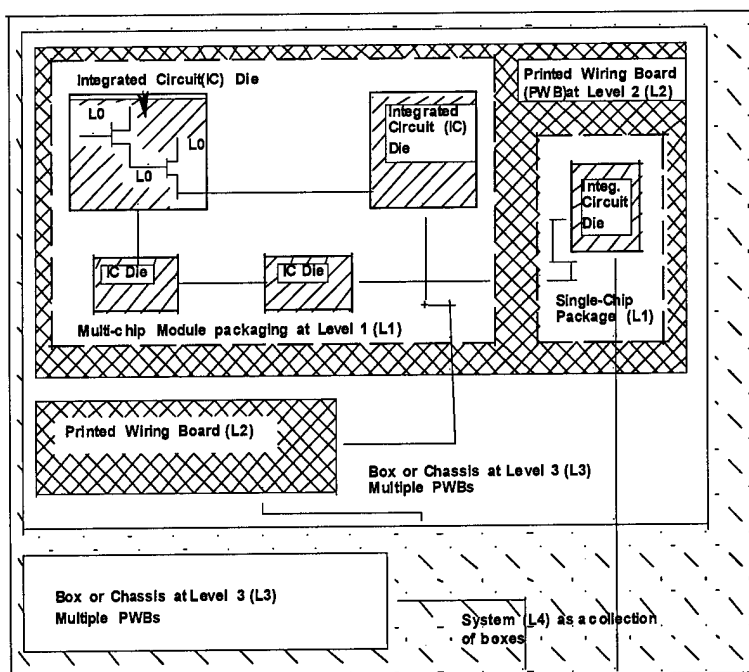 Integrated Circuit(IC) Die
L0
L0
L0
Integrated
Circuit (IC)
Die
Printed Wiring Board
(PWB)at Level 2 (L2)
Integ.
Circuit
Die
IC Die
IC Die
Single-Chip
Package (L1)
Multi-chip Module packaging at Level 1 (L1)
Printed Wiring Board (L2)
Box or Chassis at Level 3 (L3)
Multiple PWBs
Box or Chassis at Level 3 (L3)
Multiple PWBs
System (L4) as a collection
of boxes